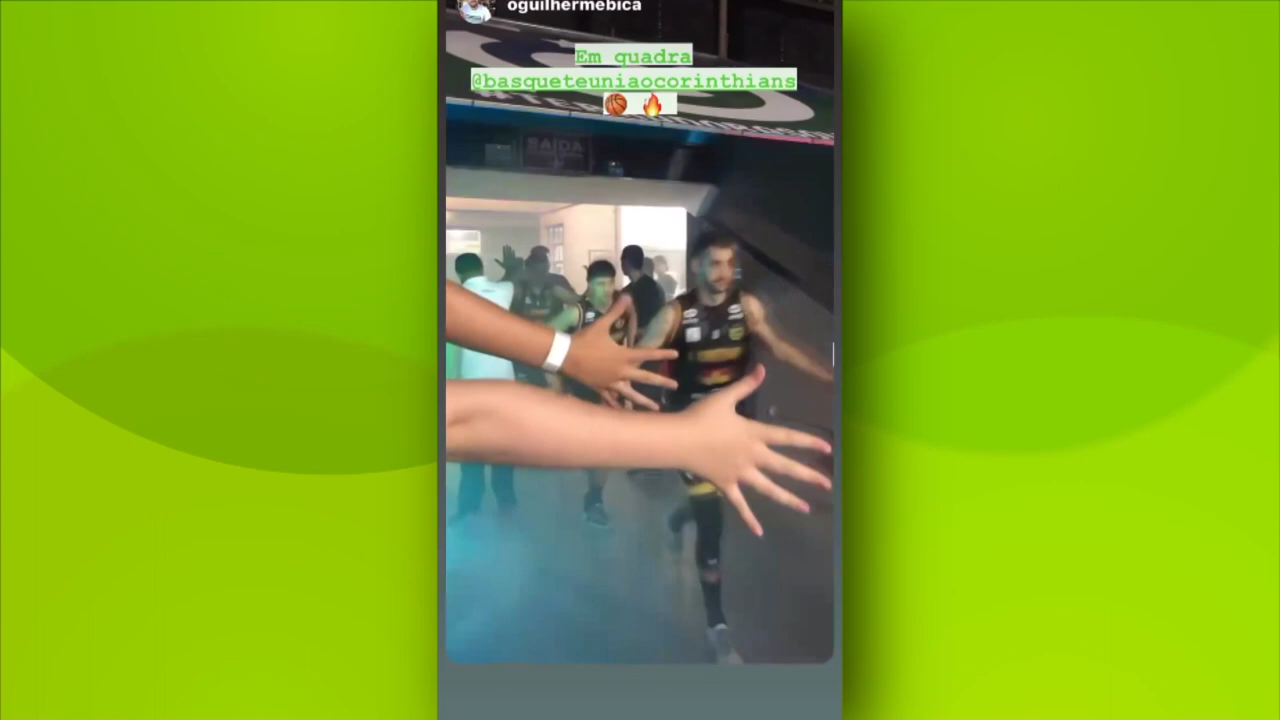 oguilhermebica
Em quadra
@basqueteuniaocorinthians
🏀 🔥
SAÍDA